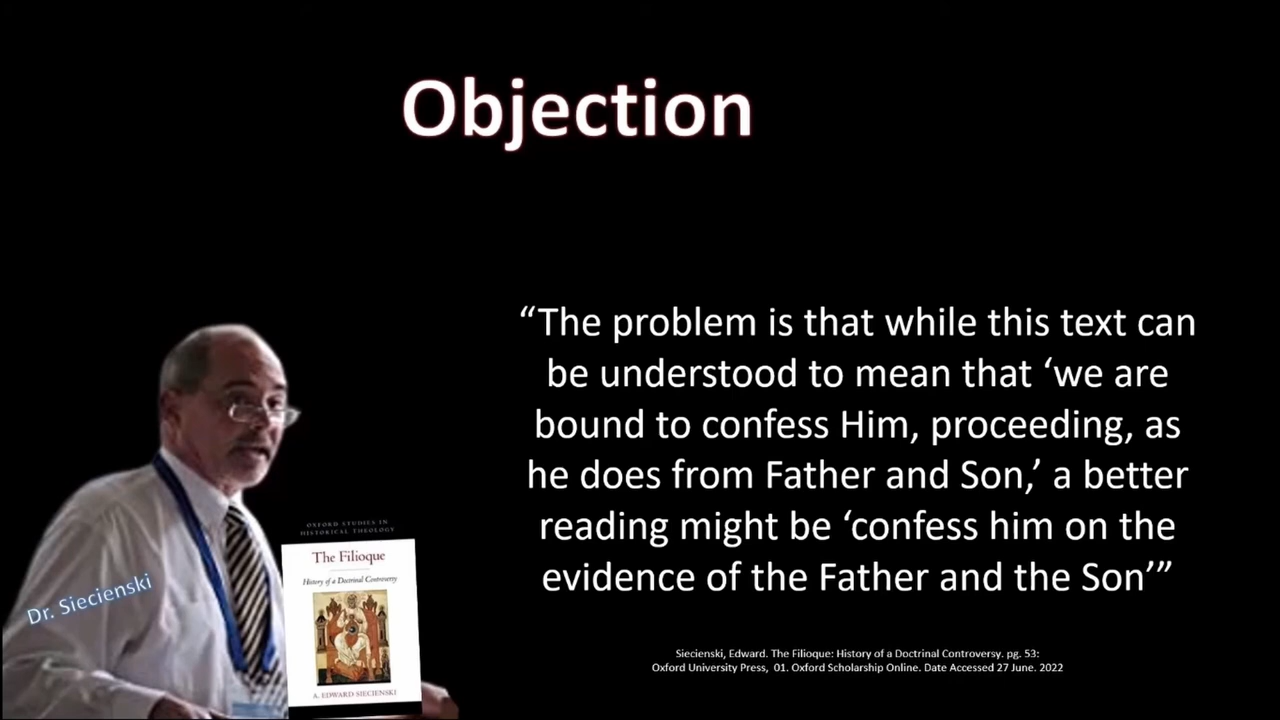 Objection
“The problem is that while this text can
be understood to mean that ‘we are
bound to confess Him, proceeding, as
he does from Father and Son,’ a better
reading might be ‘confess him on the
evidence of the Father and the Son’”
Siecienski, Edward. The Filioque: History of a Doctrinal Controversy. pg. 53:
Oxford University Press,  01. Oxford Scholarship Online. Date Accessed 27 June. 2022
Dr. Siecienski
OXFORD STUDIES IN
HISTORICAL THEOLOGY
The Filioque
History of a Doctrinal Controversy
A. EDWARD SIECIENSKI